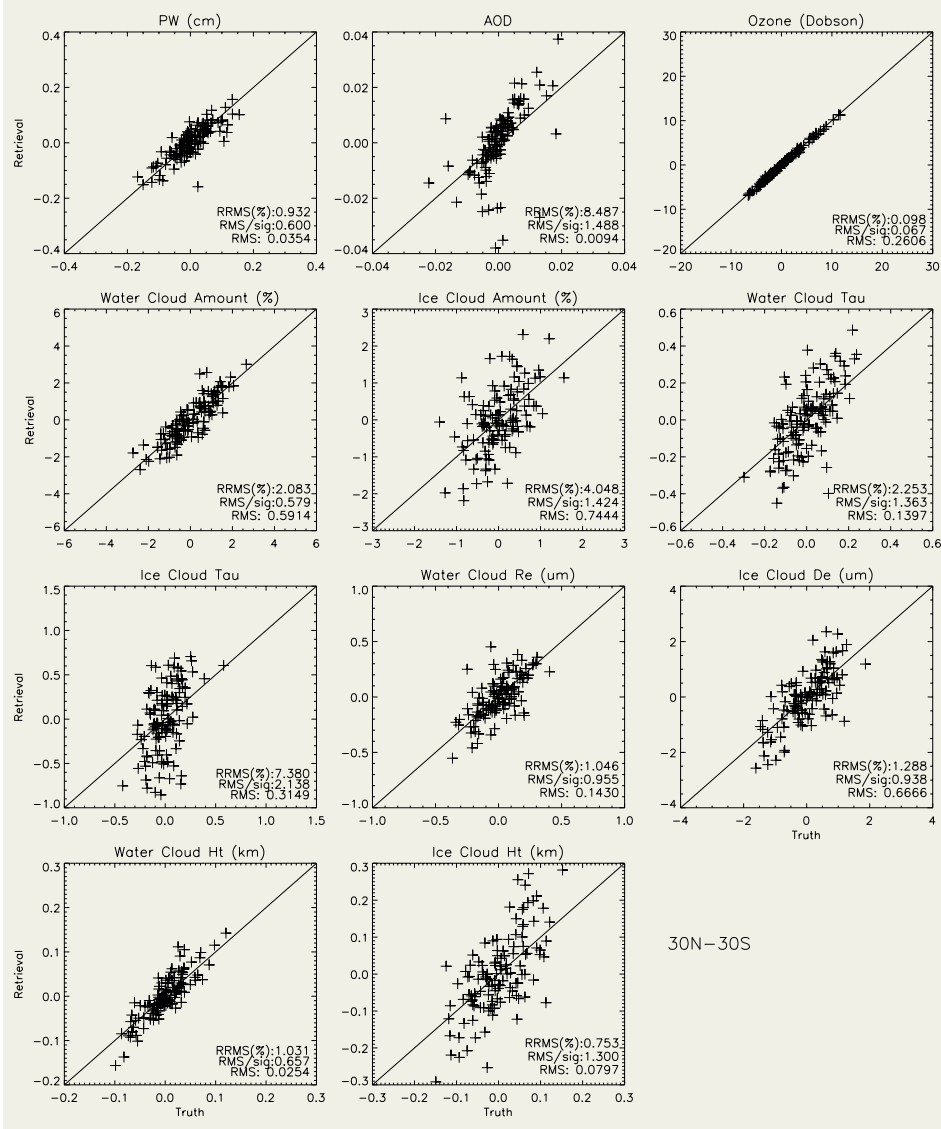 PW (cm)
0.4
0.2
0.0
−0.2
−0.4
−0.4
−0.2
0.0
0.2
0.4
Retrieval
RRMS(%):0.932
RMS/sig:0.600
RMS: 0.0354
AOD
0.04
0.02
0.00
−0.02
−0.04
−0.04
−0.02
0.00
0.02
0.04
RRMS(%):8.487
RMS/sig:1.488
RMS: 0.0094
Ozone (Dobson)
30
20
10
0
−10
−20
−20
−10
0
10
20
30
RRMS(%):0.098
RMS/sig:0.067
RMS: 0.2606
Water Cloud Amount (%)
6
4
2
0
−2
−4
−6
−6
−4
−2
0
2
4
6
Retrieval
RRMS(%):2.083
RMS/sig:0.579
RMS: 0.5914
Ice Cloud Amount (%)
3
2
1
0
−1
−2
−3
−3
−2
−1
0
1
2
3
RRMS(%):4.048
RMS/sig:1.424
RMS: 0.7444
Water Cloud Tau
0.6
0.4
0.2
0.0
−0.2
−0.4
−0.6
−0.6
−0.4
−0.2
0.0
0.2
0.4
0.6
RRMS(%):2.253
RMS/sig:1.363
RMS: 0.1397
Ice Cloud Tau
1.5
1.0
0.5
0.0
−0.5
−1.0
−1.0
−0.5
0.0
0.5
1.0
1.5
Retrieval
RRMS(%):7.380
RMS/sig:2.138
RMS: 0.3149
Water Cloud Re (um)
1.0
0.5
0.0
−0.5
−1.0
−1.0
−0.5
0.0
0.5
1.0
RRMS(%):1.046
RMS/sig:0.955
RMS: 0.1430
Ice Cloud De (um)
4
2
0
−2
−4
−4
−2
0
2
4
Truth
RRMS(%):1.288
RMS/sig:0.938
RMS: 0.6666
Water Cloud Ht (km)
0.3
0.2
0.1
0.0
−0.1
−0.2
−0.2
−0.1
0.0
0.1
0.2
0.3
Truth
Retrieval
RRMS(%):1.031
RMS/sig:0.657
RMS: 0.0254
Ice Cloud Ht (km)
0.3
0.2
0.1
0.0
−0.1
−0.2
−0.3
−0.3
−0.2
−0.1
0.0
0.1
0.2
0.3
Truth
RRMS(%):0.753
RMS/sig:1.300
RMS: 0.0797
30N−30S